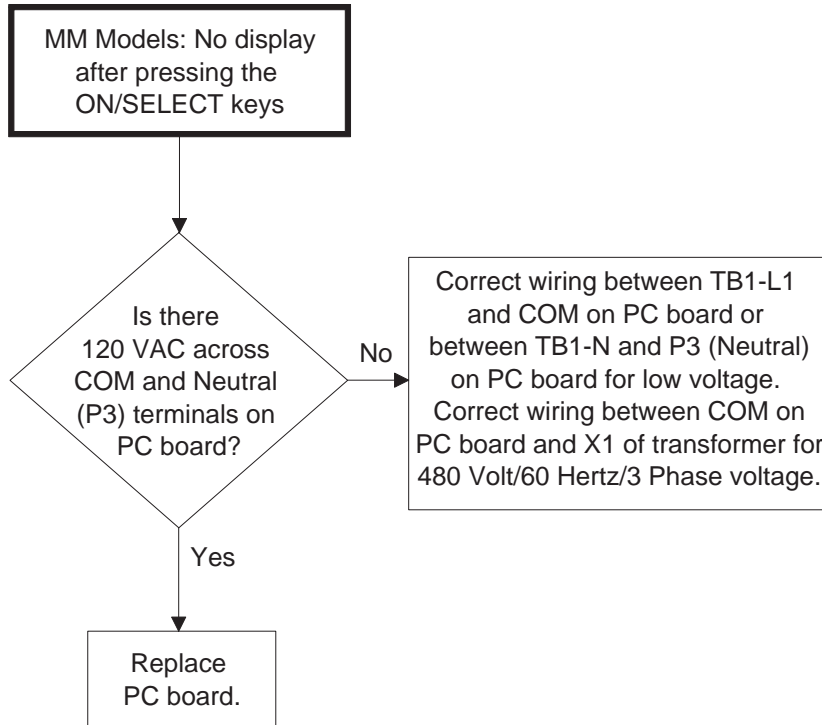 MM Models: No display
after pressing the
ON/SELECT keys
Is there
120 VAC across
COM and Neutral
(P3) terminals on
PC board?
No
Correct wiring between TB1-L1
and COM on PC board or
between TB1-N and P3 (Neutral)
on PC board for low voltage.
Correct wiring between COM on
PC board and X1 of transformer for
480 Volt/60 Hertz/3 Phase voltage.
Yes
Replace
PC board.